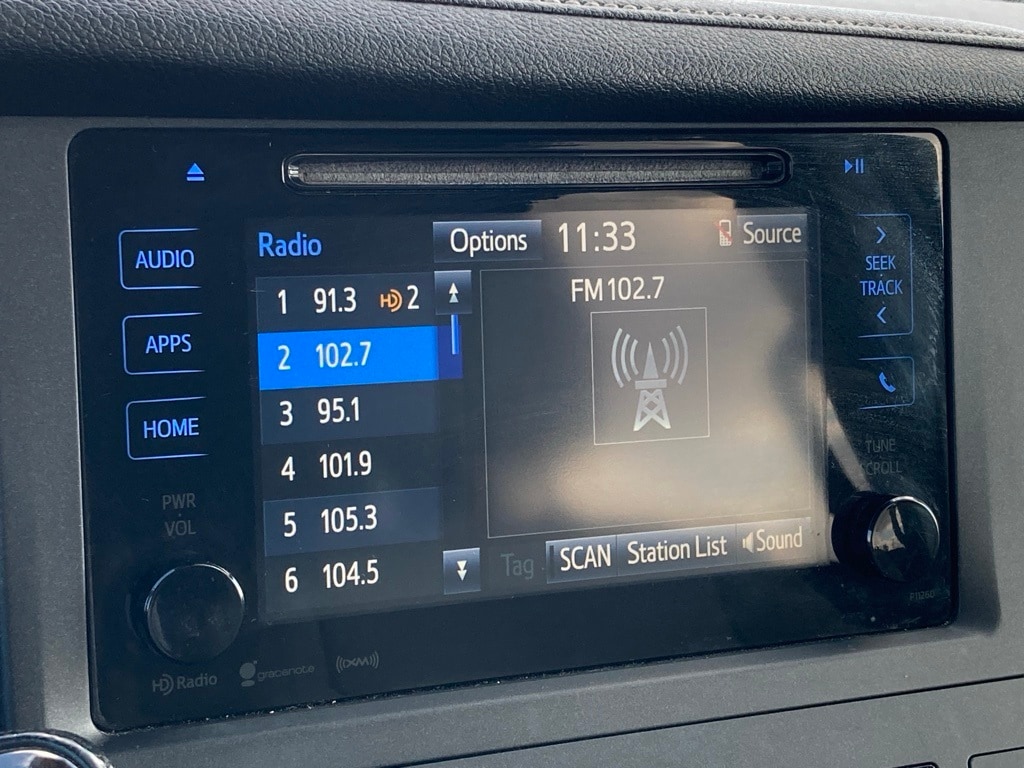 Radio
Options
11:33
Source
AUDIO
APPS
HOME
PWR
VOL
1 91.3 HD 2
2 102.7
3 95.1
4 101.9
5 105.3
6 104.5
FM 102.7
Tag
SCAN
Station List
Sound
SEEK
TRACK
TUNE
SCROLL
P11260
HD Radio
gracenote
((XM))